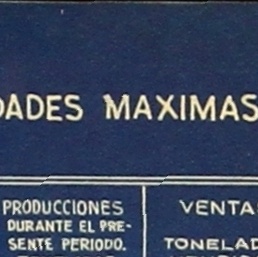 DADES MAXIMAS
PRODUCCIONES
DURANTE EL PRE-
SENTE PERIODO.
VENTA
TONELAD